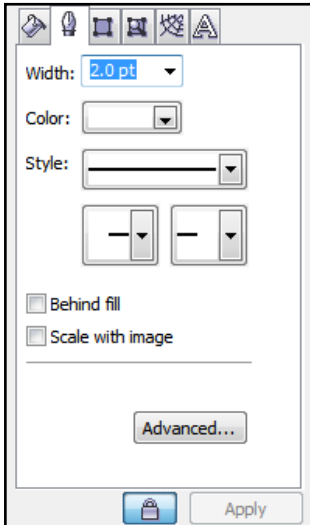 Width: 2.0 pt
Color:
Style:
Behind fill
Scale with image
Advanced...
Apply